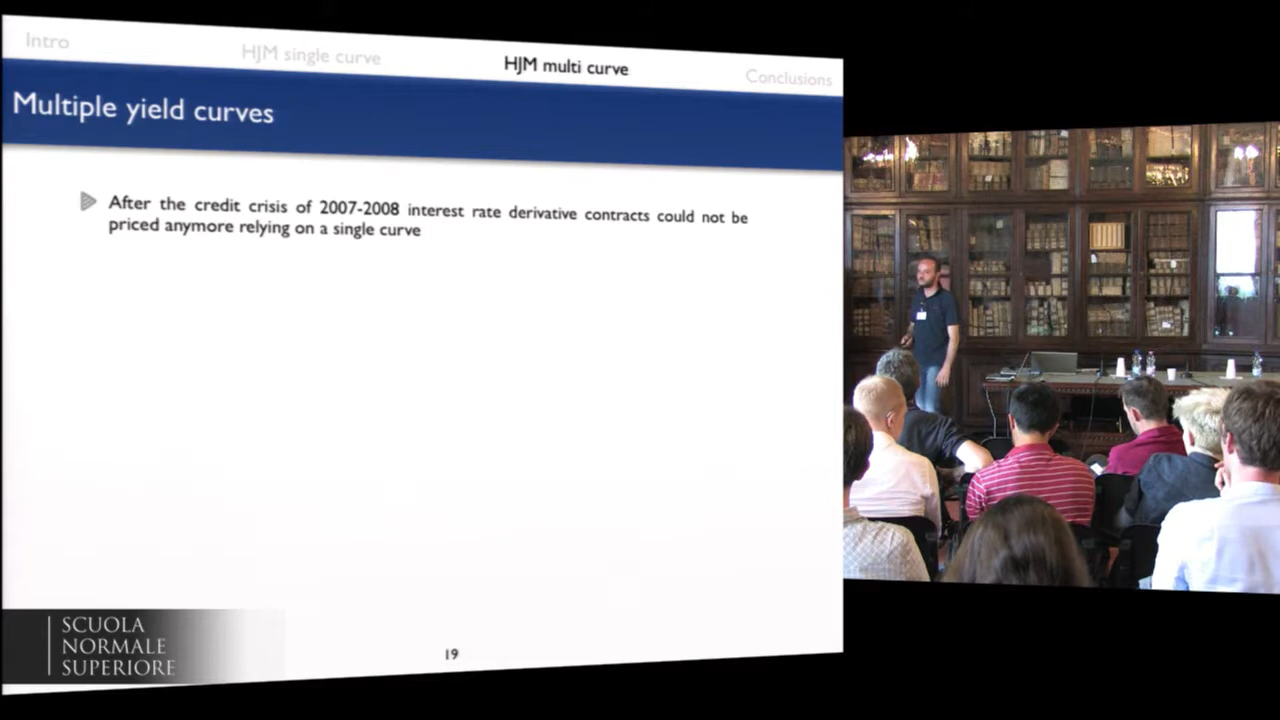 Intro
HJM single curve
HJM multi curve
Conclusions
Multiple yield curves
After the credit crisis of 2007-2008 interest rate derivative contracts could not be
priced anymore relying on a single curve
SCUOLA
NORMALE
SUPERIORE
19